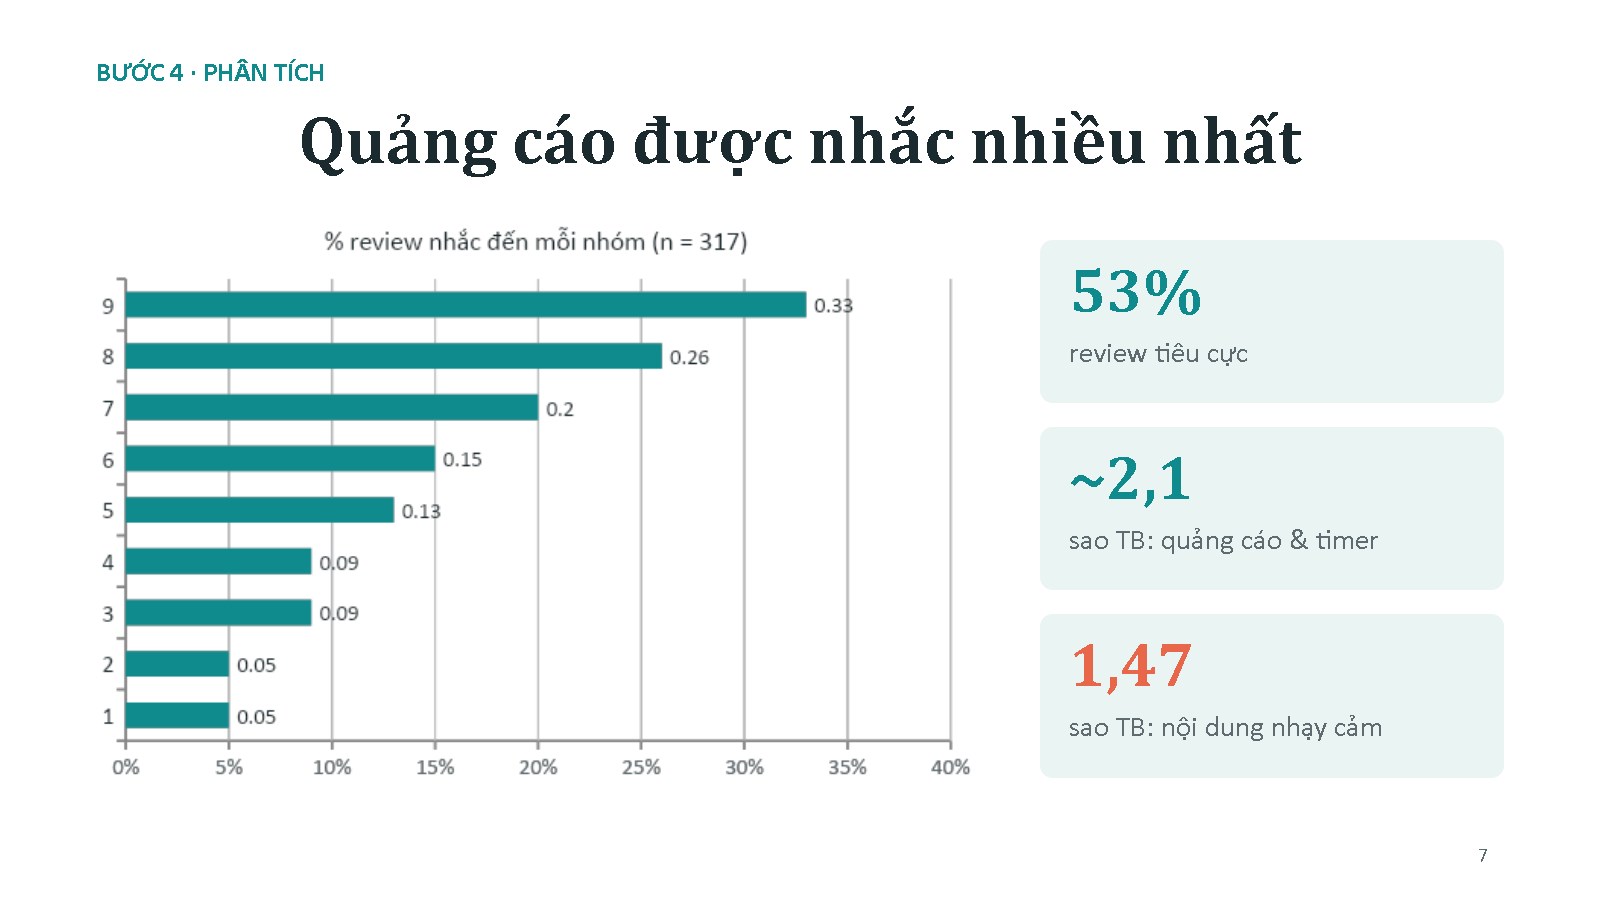 BƯỚC 4 · PHÂN TÍCH
Quảng cáo được nhắc nhiều nhất
% review nhắc đến mỗi nhóm (n = 317)
9 0.33
8 0.26
7 0.2
6 0.15
5 0.13
4 0.09
3 0.09
2 0.05
1 0.05
0% 5% 10% 15% 20% 25% 30% 35% 40%
53%
review tiêu cực
~2,1
sao TB: quảng cáo & timer
1,47
sao TB: nội dung nhạy cảm
7